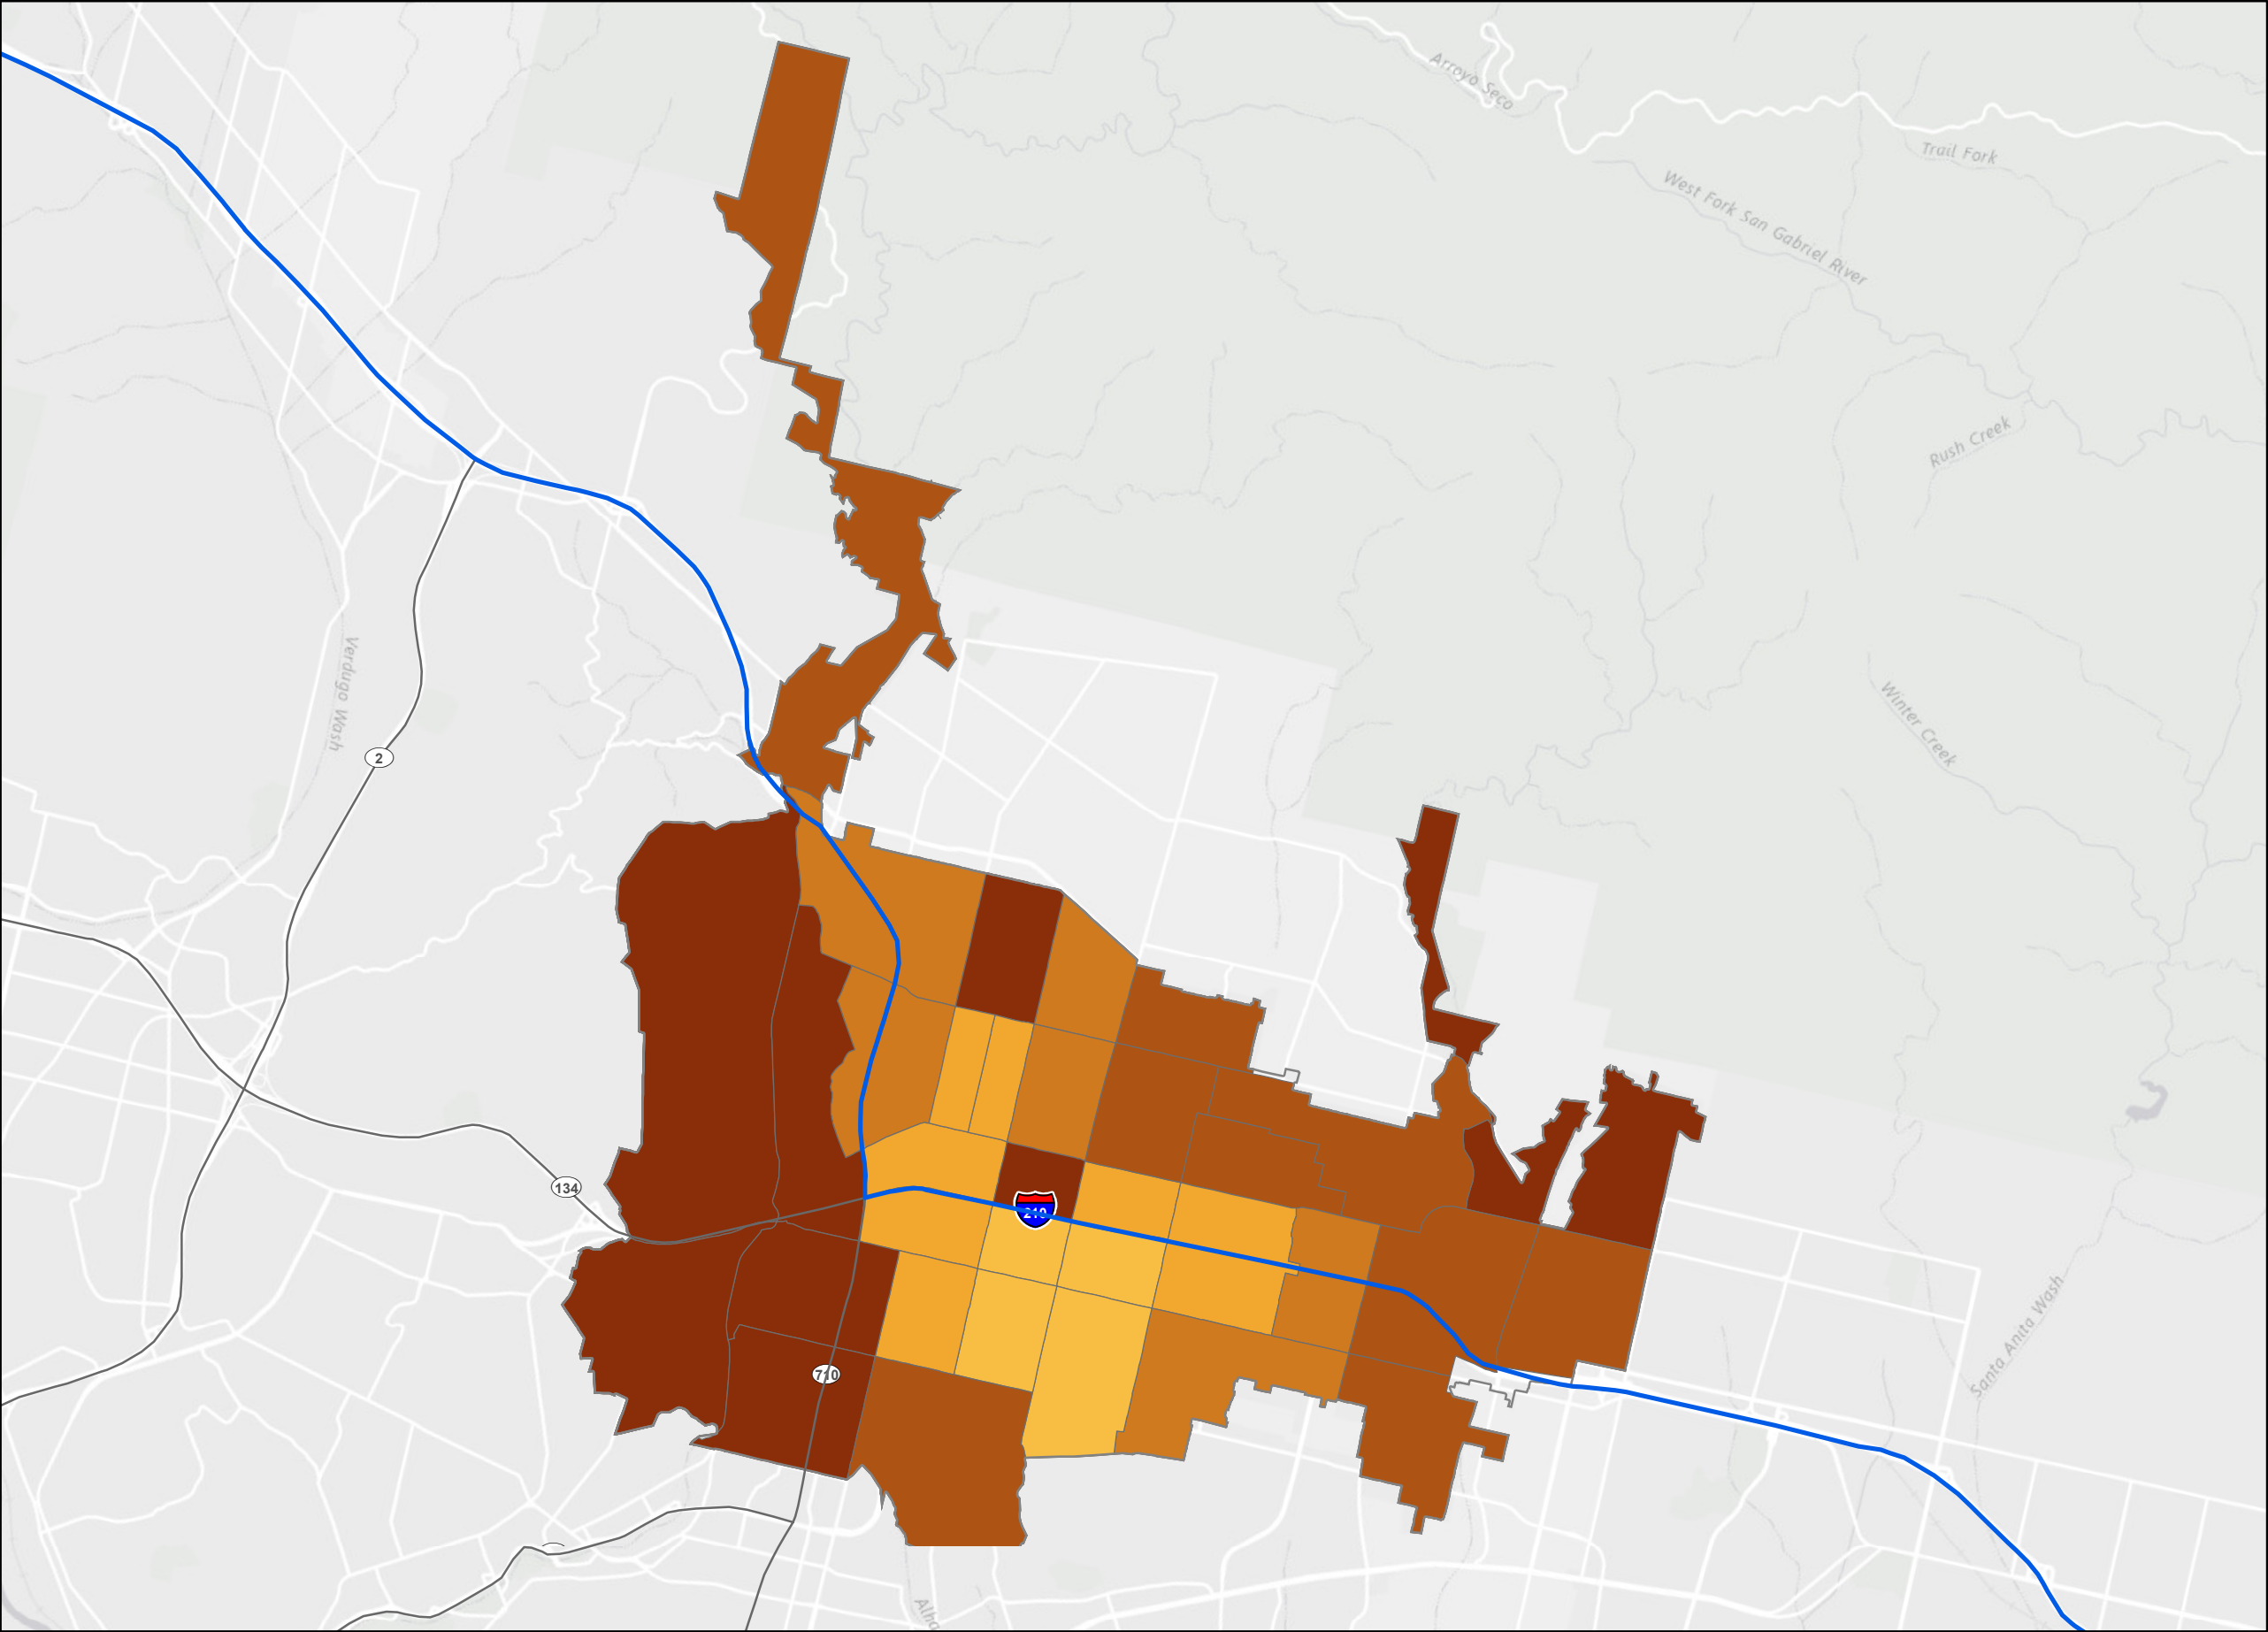 Arroyo Seco
Trail Fork
West Fork San Gabriel River
Rush Creek
Verdugo Wash
Winter Creek
2
134
210
Santa Anita Wash
710
Alha